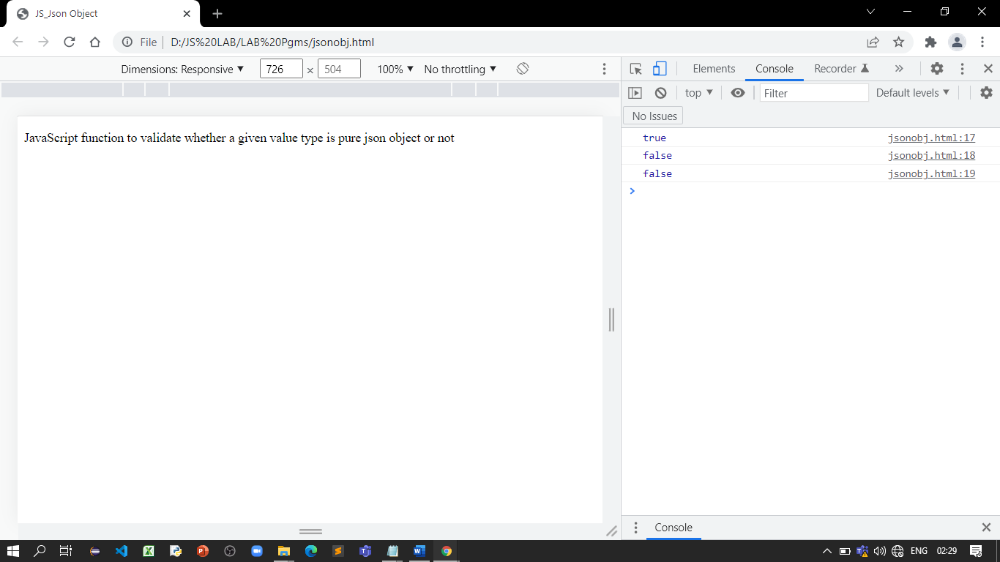 JS_Json Object
File D:/JS%20LAB/LAB%20Pgms/jsonobj.html
Dimensions: Responsive 726 × 504 100% No throttling
Elements Console Recorder
top Filter Default levels
No Issues
JavaScript function to validate whether a given value type is pure json object or not
true jsonobj.html:17
false jsonobj.html:18
false jsonobj.html:19
Console
ENG 02:29